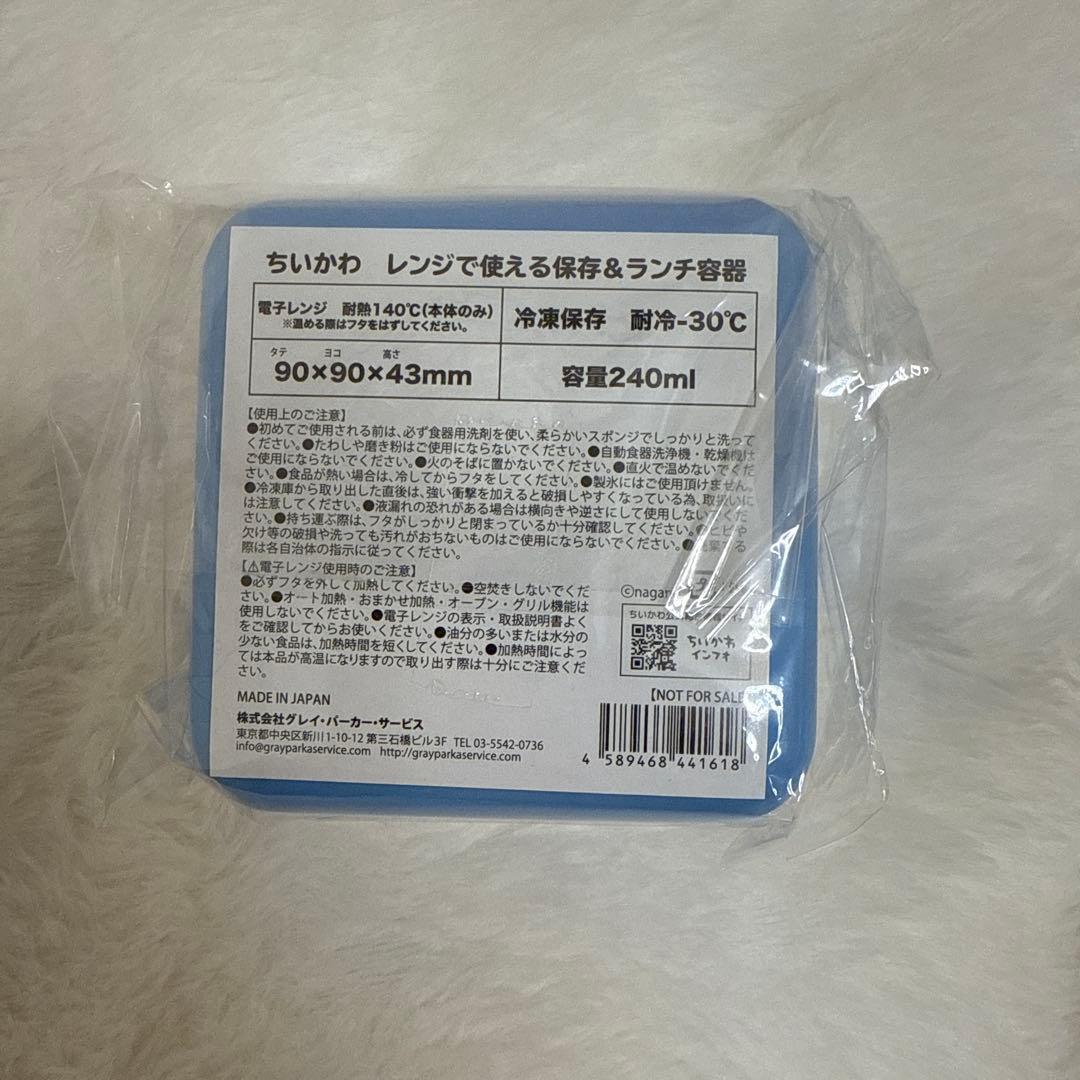 ちいかわ　レンジで使える保存&ランチ容器
電子レンジ　耐熱140℃(本体のみ)
※温める際はフタをはずしてください。
冷凍保存　耐冷-30℃
タテ　ヨコ　高さ
90×90×43mm
容量240ml
【使用上のご注意】
●初めてご使用される前は、必ず食器用洗剤を使い、柔らかいスポンジでしっかりと洗って
ください。●たわしや磨き粉はご使用にならないでください。●自動食器洗浄機・乾燥機は
ご使用にならないでください。●火のそばに置かないでください。●直火で温めないでくだ
さい。●食品が熱い場合は、冷してからフタをしてください。●製氷にはご使用頂けません。
●冷凍庫から取り出した直後は、強い衝撃を加えると破損しやすくなっている為、取扱いに
は注意してください。●液漏れの恐れがある場合は横向きや逆さにして使用しないでくだ
さい。●持ち運ぶ際は、フタがしっかりと閉まっているか十分確認してください。●ヒビや
欠け等の破損や洗っても汚れがおちないものはご使用にならないでください。
際は各自治体の指示に従ってください。
【⚠電子レンジ使用時のご注意】
●必ずフタを外して加熱してください。●空焚きしないでくだ
さい。●オート加熱・おまかせ加熱・オーブン・グリル機能は
使用しないでください。●電子レンジの表示・取扱説明書よく
をご確認してからお使いください。●油分の多いまたは水分の
少ない食品は、加熱時間を短くしてください。●加熱時間によっ
ては本品が高温になりますので取り出す際は十分にご注意くだ
さい。
©nagan
ちいかわ公
ちいかわ
インフォ
MADE IN JAPAN
【NOT FOR SALE
株式会社グレイ・パーカー・サービス
東京都中央区新川1-10-12 第三石橋ビル3F TEL 03-5542-0736
info@grayparkaservice.com http://grayparkaservice.com
4 589468 441618